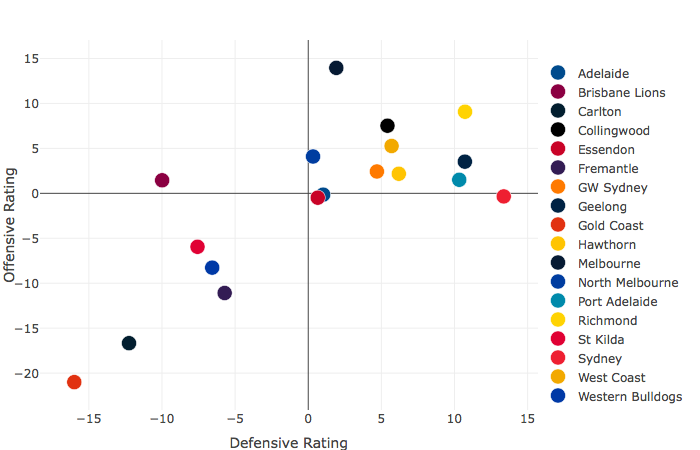 15
10
5
0
−5
−10
−15
−20
−15
−10
−5
0
5
10
15
Offensive Rating
Defensive Rating
Adelaide
Brisbane Lions
Carlton
Collingwood
Essendon
Fremantle
GW Sydney
Geelong
Gold Coast
Hawthorn
Melbourne
North Melbourne
Port Adelaide
Richmond
St Kilda
Sydney
West Coast
Western Bulldogs